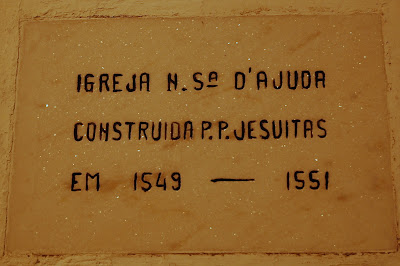 IGREJA N. Sª D'AJUDA
CONSTRUIDA P. P. JESUITAS
EM 1549 — 1551